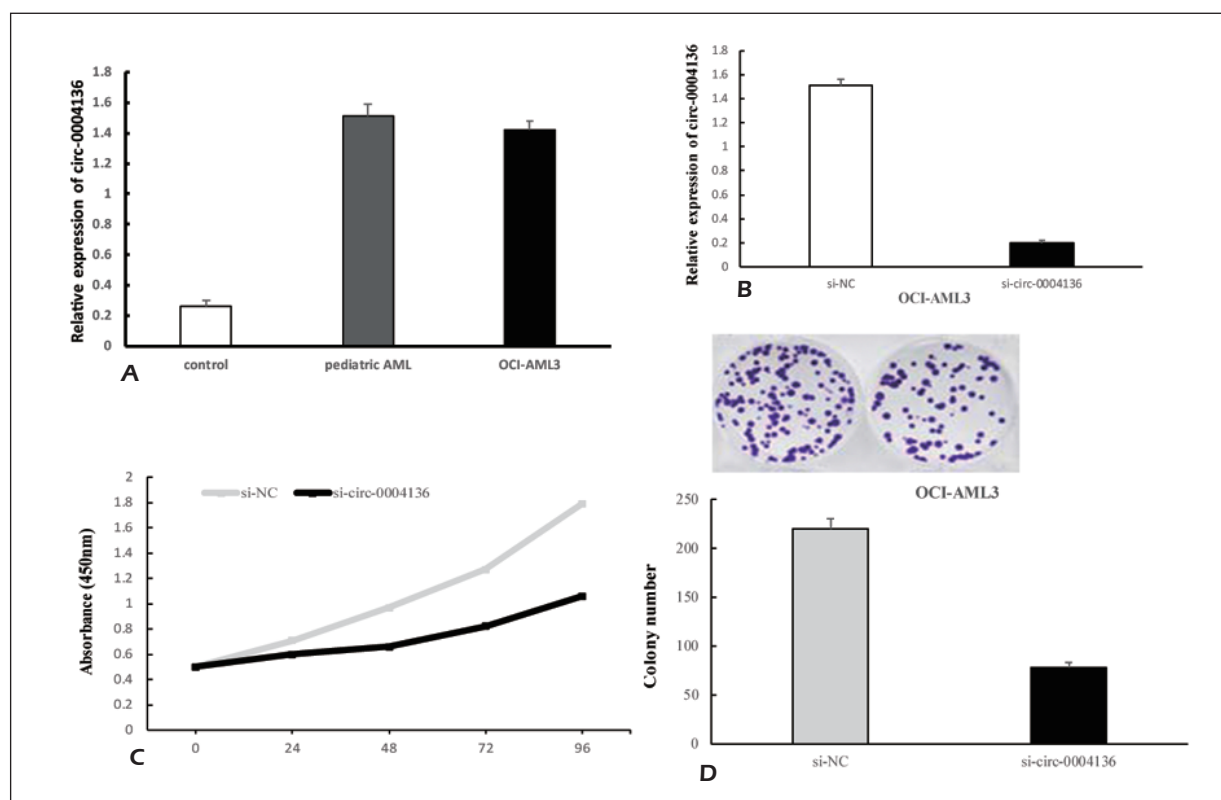 Relative expression of circ-0004136
1.8
1.6
1.4
1.2
1
0.8
0.6
0.4
0.2
0
control pediatric AML OCI-AML3
A
Relative expression of circ-0004136
1.8
1.6
1.4
1.2
1
0.8
0.6
0.4
0.2
0
si-NC si-circ-0004136
OCI-AML3
B
Absorbance (450nm)
2
1.8
1.6
1.4
1.2
1
0.8
0.6
0.4
0.2
0
si-NC si-circ-0004136
0 24 48 72 96
C
OCI-AML3
Colony number
250
200
150
100
50
0
si-NC si-circ-0004136
D